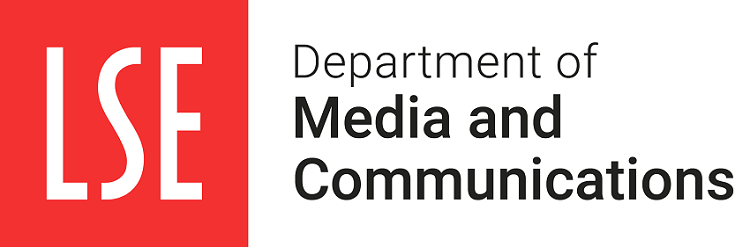 LSE
Department of
Media and
Communications